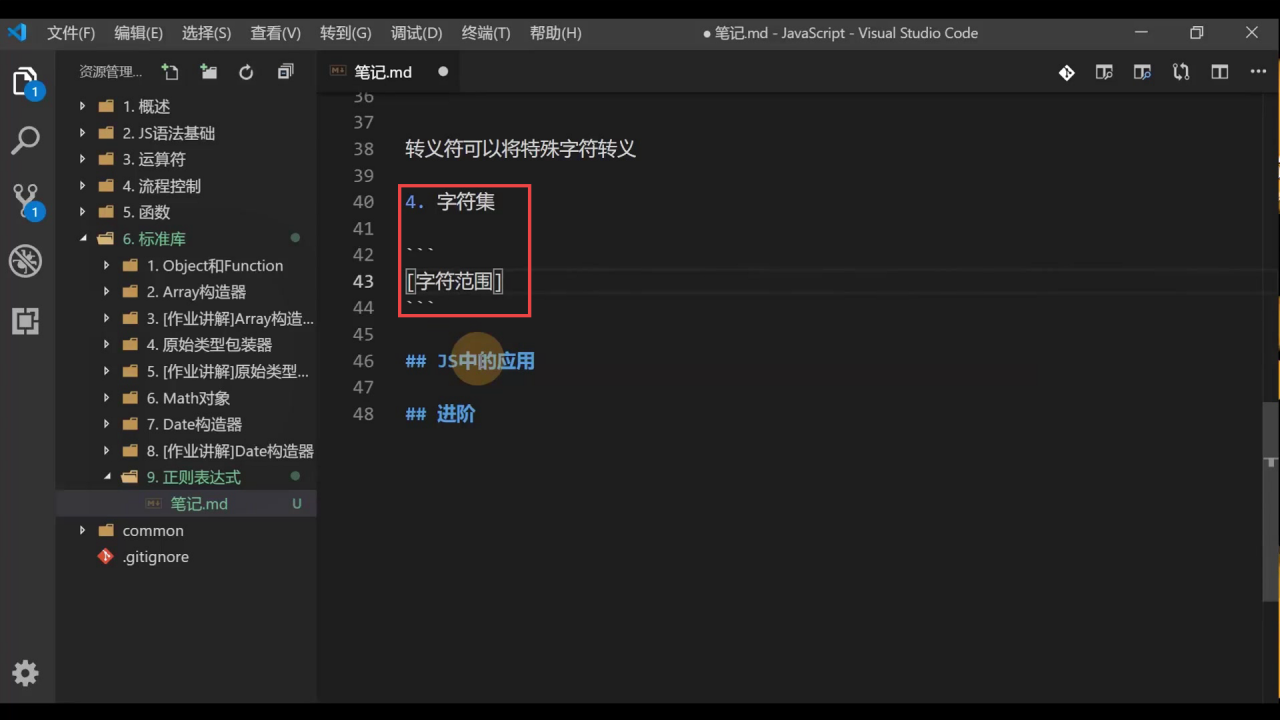 文件(F) 编辑(E) 选择(S) 查看(V) 转到(G) 调试(D) 终端(T) 帮助(H) ● 笔记.md - JavaScript - Visual Studio Code
资源管理...
1
1
1. 概述
2. JS语法基础
3. 运算符
4. 流程控制
5. 函数
6. 标准库
1. Object和Function
2. Array构造器
3. [作业讲解]Array构造...
4. 原始类型包装器
5. [作业讲解]原始类型...
6. Math对象
7. Date构造器
8. [作业讲解]Date构造器
9. 正则表达式
笔记.md U
common
.gitignore
笔记.md ●
36
37
38 转义符可以将特殊字符转义
39
40 4. 字符集
41
42 ```
43 [字符范围]
44 ```
45
46 ## JS中的应用
47
48 ## 进阶